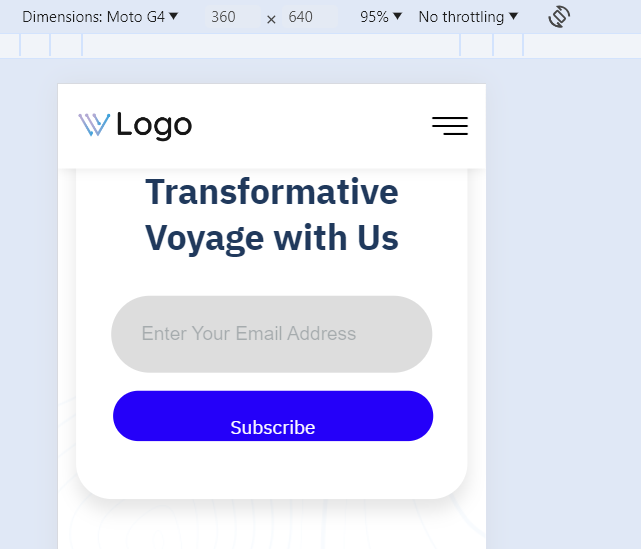 Dimensions: Moto G4 ▼ 360 × 640 95% ▼ No throttling ▼
Logo
Transformative
Voyage with Us
Enter Your Email Address
Subscribe